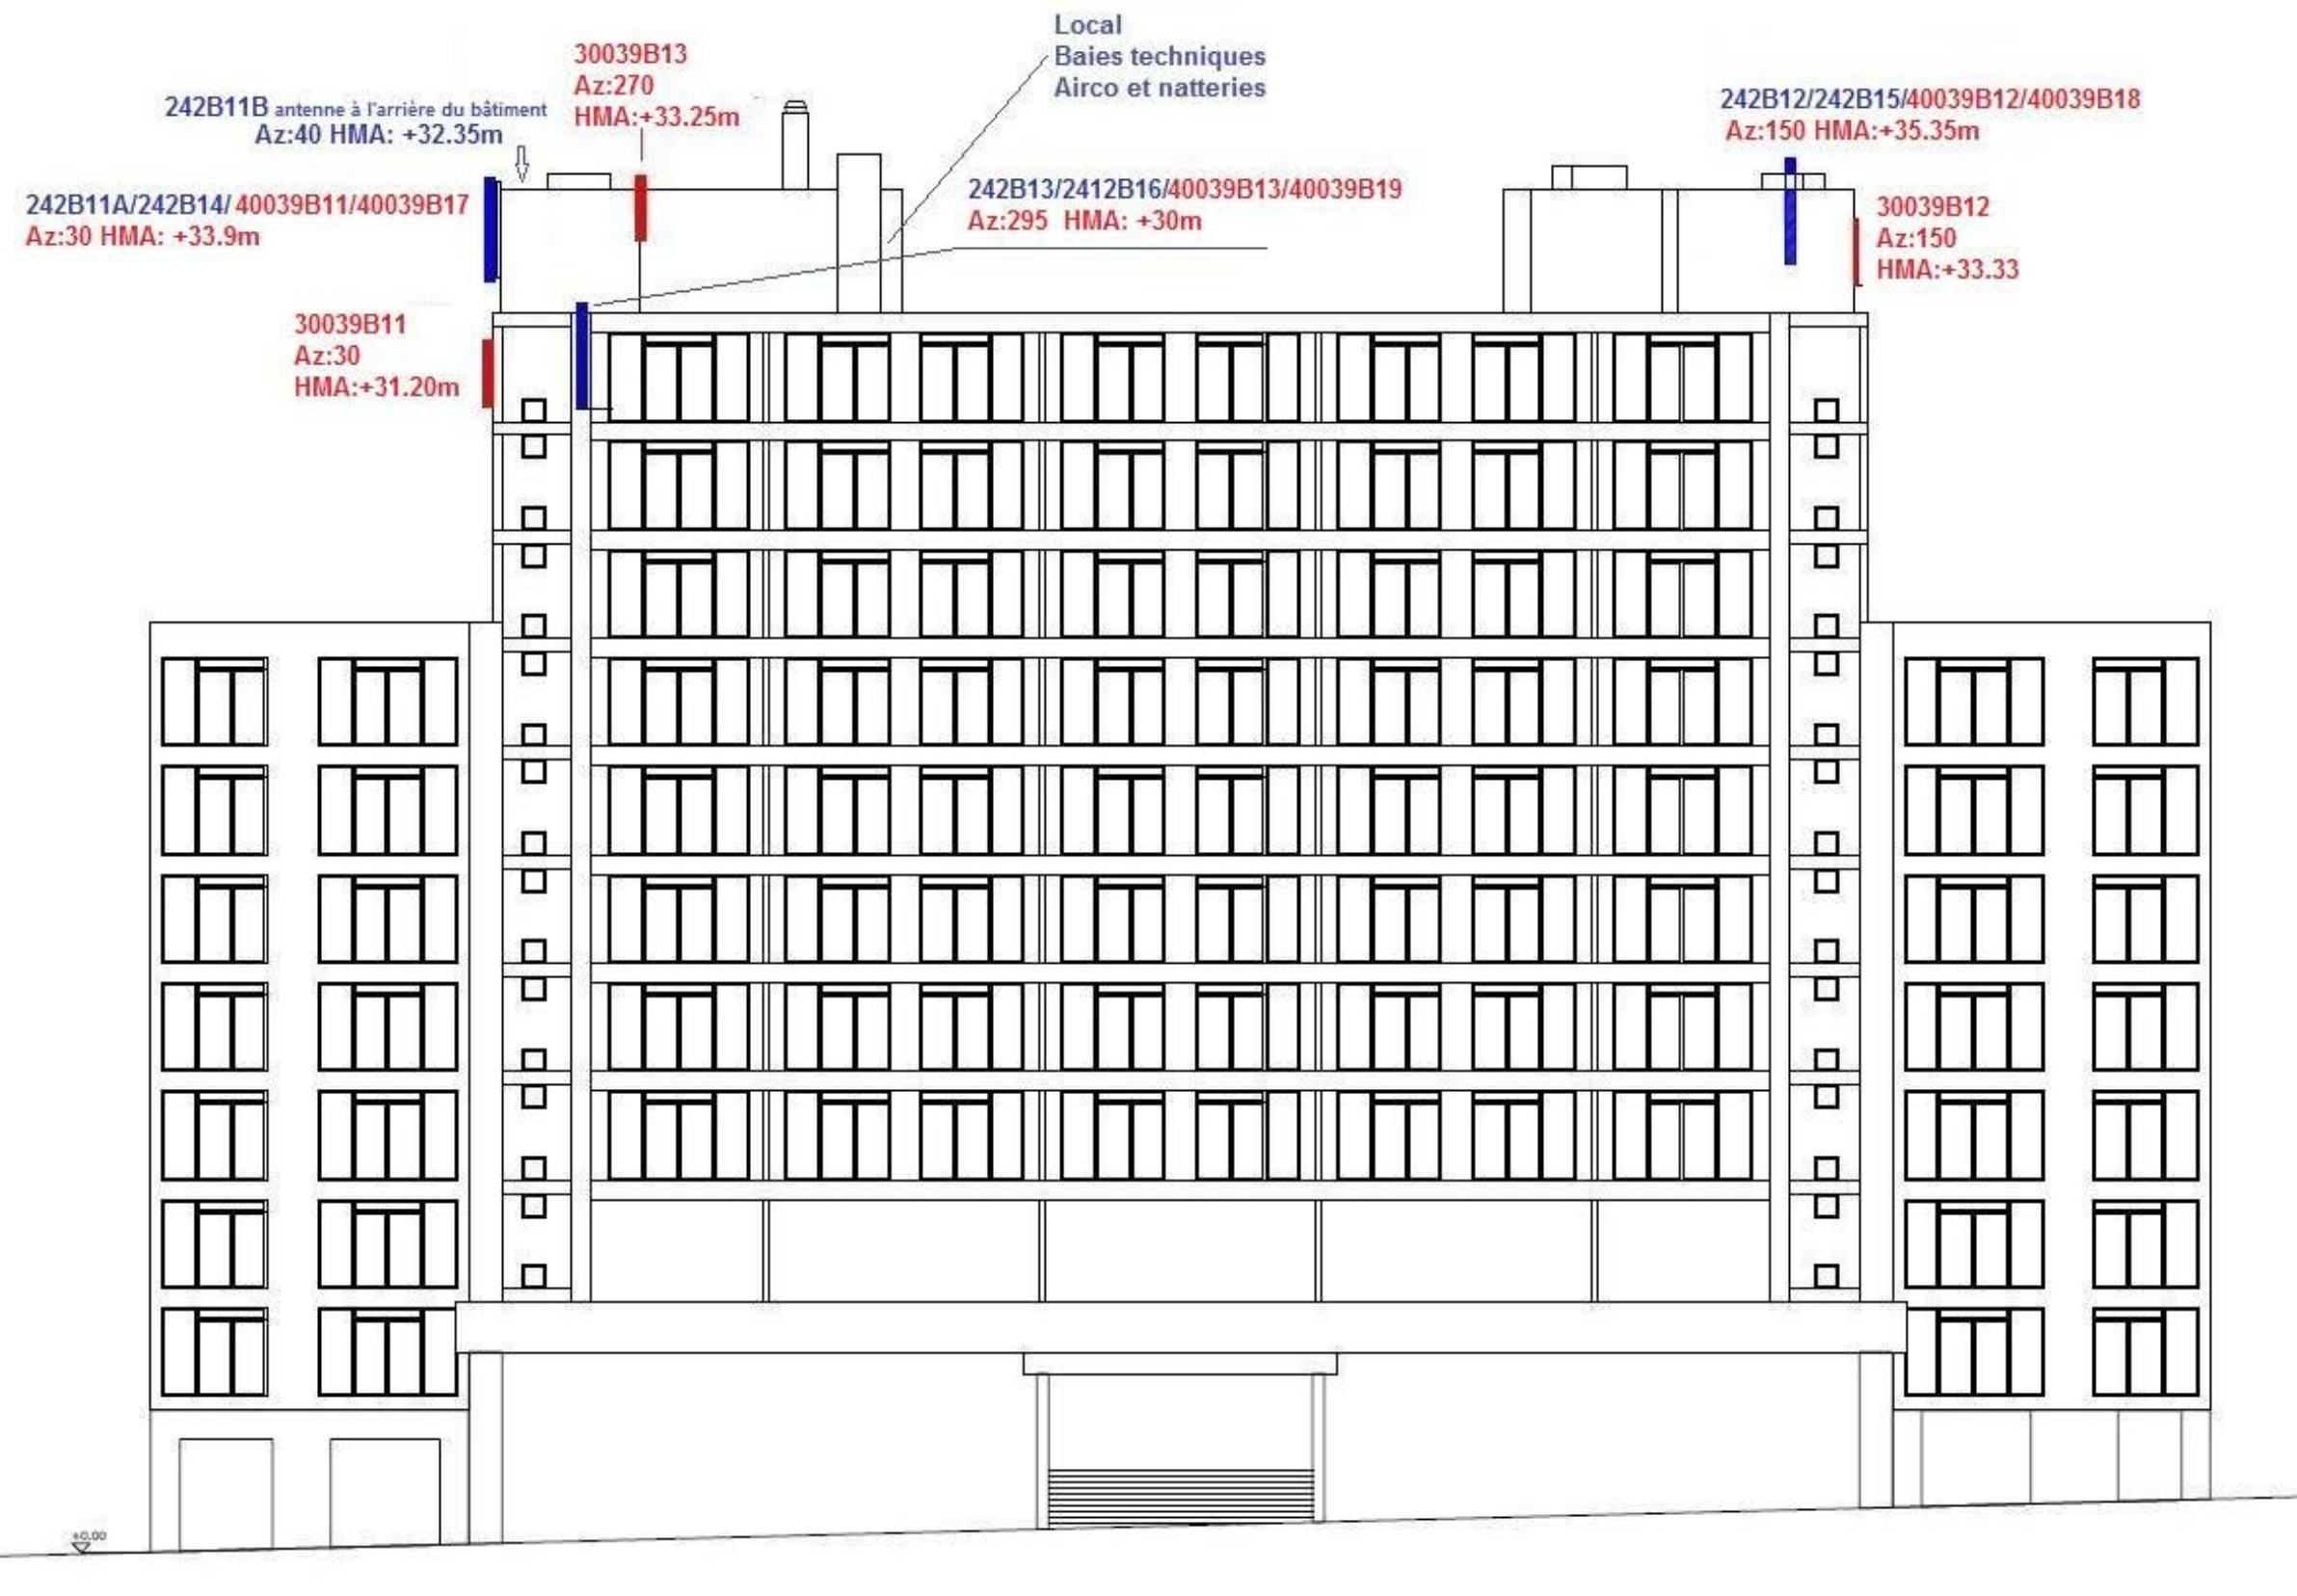 Local
Baies techniques
Airco et natteries
30039B13
Az:270
HMA:+33.25m
242B11B antenne à l'arrière du bâtiment
Az:40 HMA: +32.35m
242B12/242B15/40039B12/40039B18
Az:150 HMA:+35.35m
242B11A/242B14/ 40039B11/40039B17
Az:30 HMA: +33.9m
242B13/2412B16/40039B13/40039B19
Az:295 HMA: +30m
30039B12
Az:150
HMA:+33.33
30039B11
Az:30
HMA:+31.20m
±0.00